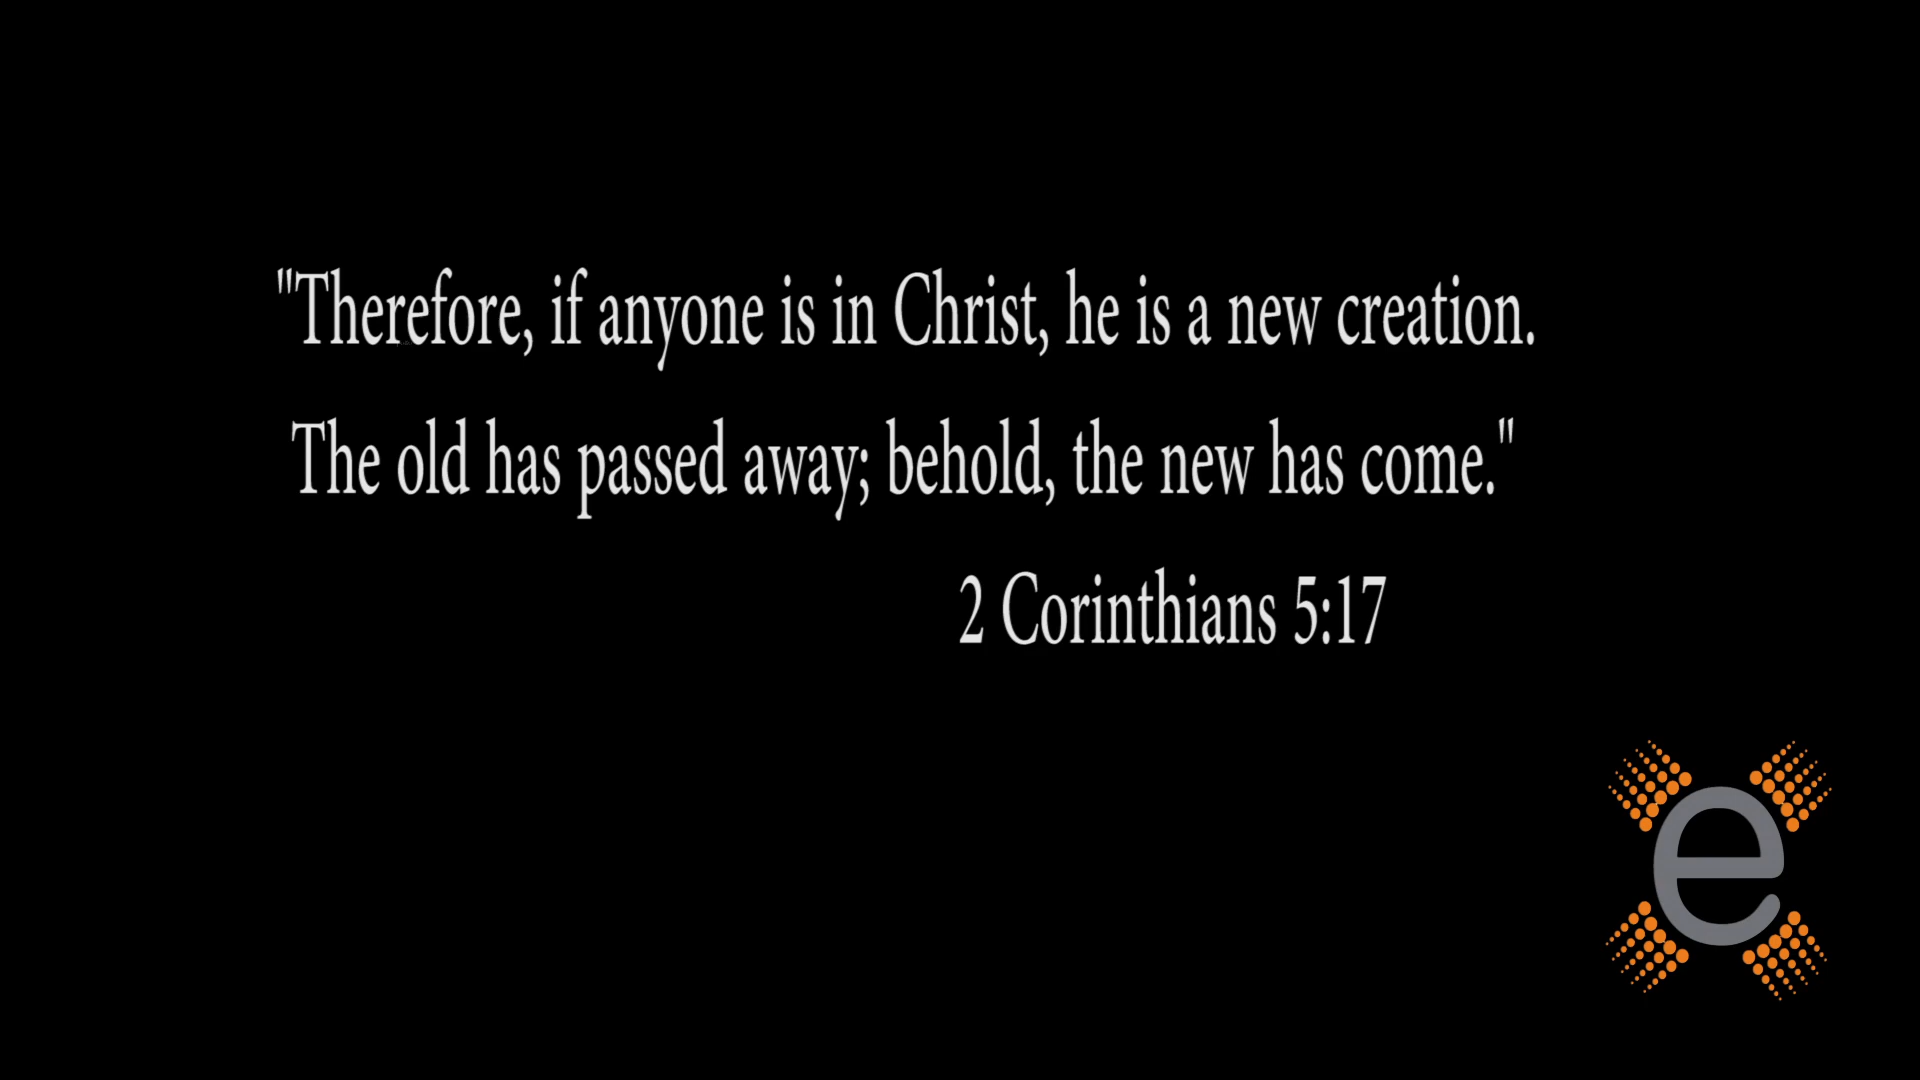 "Therefore, if anyone is in Christ, he is a new creation.
The old has passed away; behold, the new has come."
2 Corinthians 5:17
e